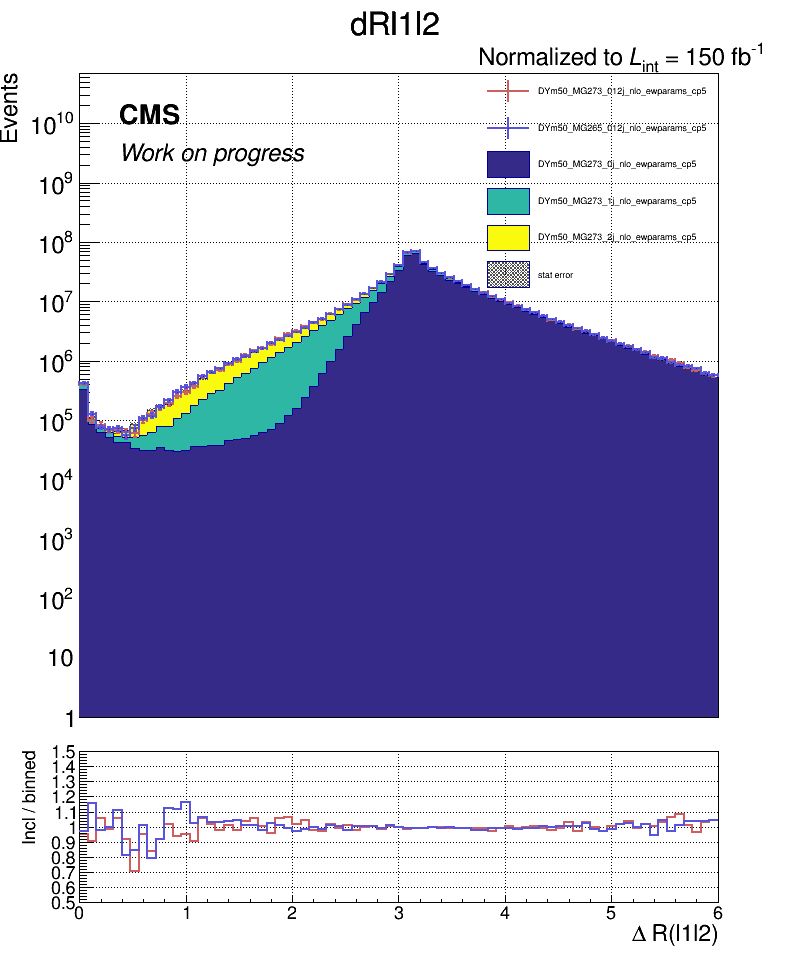 dRl1l2
Normalized to Lint = 150 fb-1
Events
CMS
Work on progress
DYm50_MG273_012j_nlo_ewparams_cp5
DYm50_MG265_012j_nlo_ewparams_cp5
DYm50_MG273_0j_nlo_ewparams_cp5
DYm50_MG273_1j_nlo_ewparams_cp5
DYm50_MG273_2j_nlo_ewparams_cp5
stat error
10^10
10^9
10^8
10^7
10^6
10^5
10^4
10^3
10^2
10
1
Incl / binned
1.5
1.4
1.3
1.2
1.1
1
0.9
0.8
0.7
0.6
0.5
0 1 2 3 4 5 6
Δ R(l1l2)